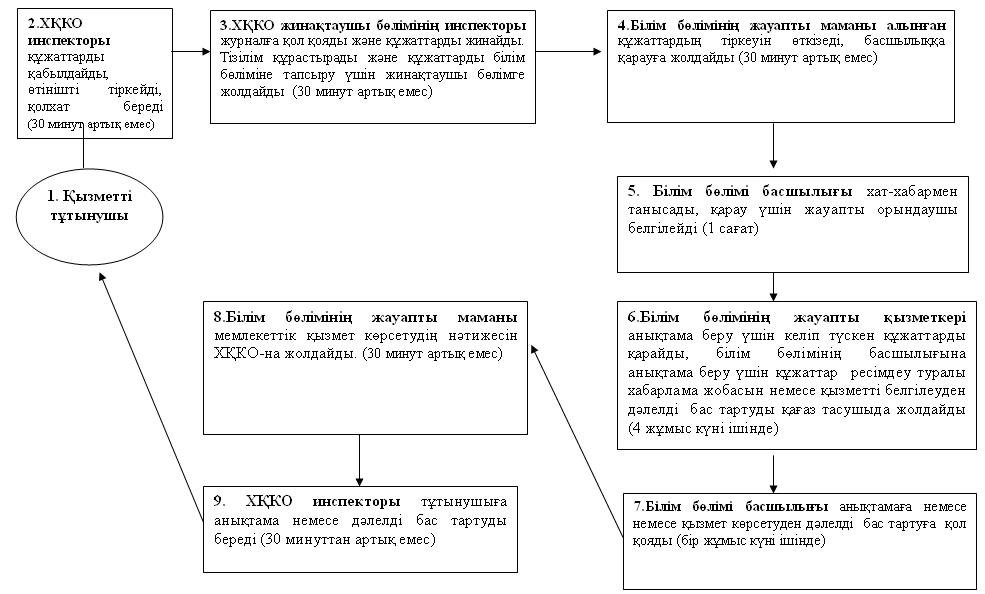 2.ХҚКО
инспекторы
құжаттарды
қабылдайды,
өтінішті тіркейді,
қолхат береді
(30 минут артық емес)
3.ХҚКО жинақтаушы бөлімінің инспекторы
журналға қол қояды және құжаттарды жинайды.
Тізілім құрастырады және құжаттарды білім
бөліміне тапсыру үшін жинақтаушы бөлімге
жолдайды (30 минут артық емес)
4.Білім бөлімінің жауапты маманы алынған
құжаттардың тіркеуін өткізеді, басшылыққа
қарауға жолдайды (30 минут артық емес)
1. Қызметті
тұтынушы
5. Білім бөлімі басшылығы хат-хабармен
танысады, қарау үшін жауапты орындаушы
белгілейді (1 сағат)
6.Білім бөлімінің жауапты қызметкері
анықтама беру үшін келіп түскен құжаттарды
қарайды, білім бөлімінің басшылығына
анықтама беру үшін құжаттар ресімдеу туралы
хабарлама жобасын немесе қызметті белгілеуден
дәлелді бас тартуды қағаз тасушыда жолдайды
(4 жұмыс күні ішінде)
7.Білім бөлімі басшылығы анықтамаға немесе
немесе қызмет көрсетуден дәлелді бас тартуға қол
қояды (бір жұмыс күні ішінде)
8.Білім бөлімінің жауапты маманы
мемлекеттік қызмет көрсетудің нәтижесін
ХҚКО-на жолдайды. (30 минут артық емес)
9. ХҚКО инспекторы тұтынушыға
анықтама немесе дәлелді бас тартуды
береді (30 минуттан артық емес)